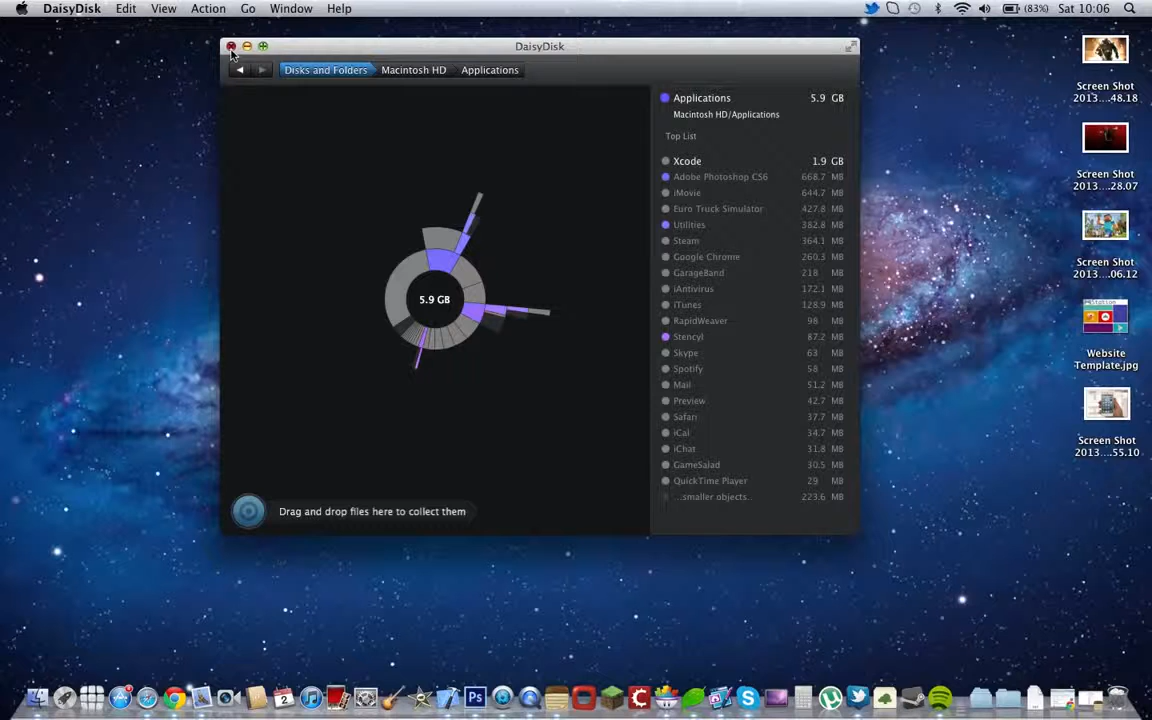 DaisyDisk Edit View Action Go Window Help
(83%) Sat 10:06
DaisyDisk
Disks and Folders Macintosh HD Applications
Applications 5.9 GB
Macintosh HD/Applications
Top List
Xcode 1.9 GB
Adobe Photoshop CS6 668.7 MB
iMovie 644.7 MB
Euro Truck Simulator 427.8 MB
Utilities 382.8 MB
Steam 364.1 MB
Google Chrome 260.3 MB
GarageBand 218 MB
iAntivirus 172.1 MB
iTunes 128.9 MB
RapidWeaver 98 MB
Stencyl 87.2 MB
Skype 63 MB
Spotify 58 MB
Mail 51.2 MB
Preview 42.7 MB
Safari 37.7 MB
iCal 34.7 MB
iChat 31.8 MB
GameSalad 30.5 MB
QuickTime Player 29 MB
...smaller objects... 223.6 MB
5.9 GB
Drag and drop files here to collect them
Screen Shot
2013....48.18
Screen Shot
2013....28.07
Screen Shot
2013....06.12
Website
Template.jpg
Screen Shot
2013....55.10
2
Ps